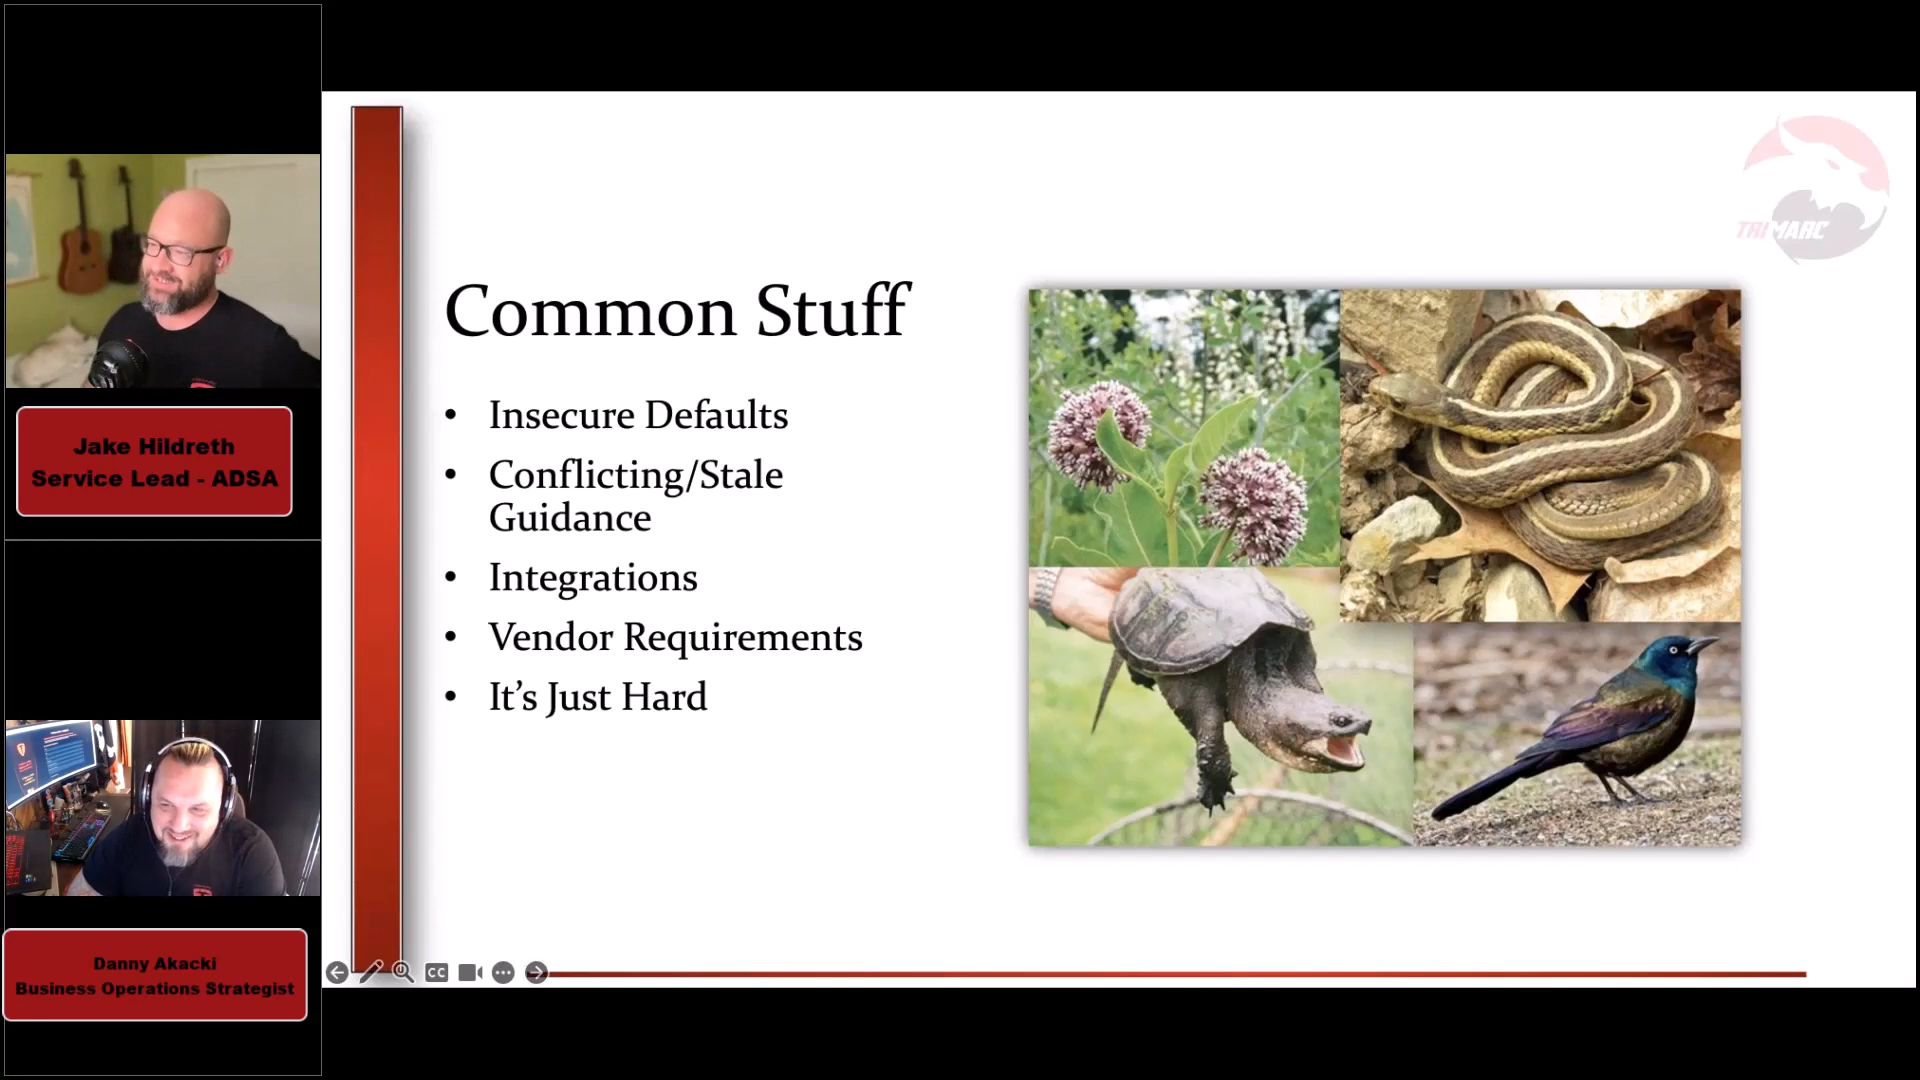 Jake Hildreth
Service Lead - ADSA
Danny Akacki
Business Operations Strategist
TRIMARC
Common Stuff
• Insecure Defaults
• Conflicting/Stale
Guidance
• Integrations
• Vendor Requirements
• It’s Just Hard
CC